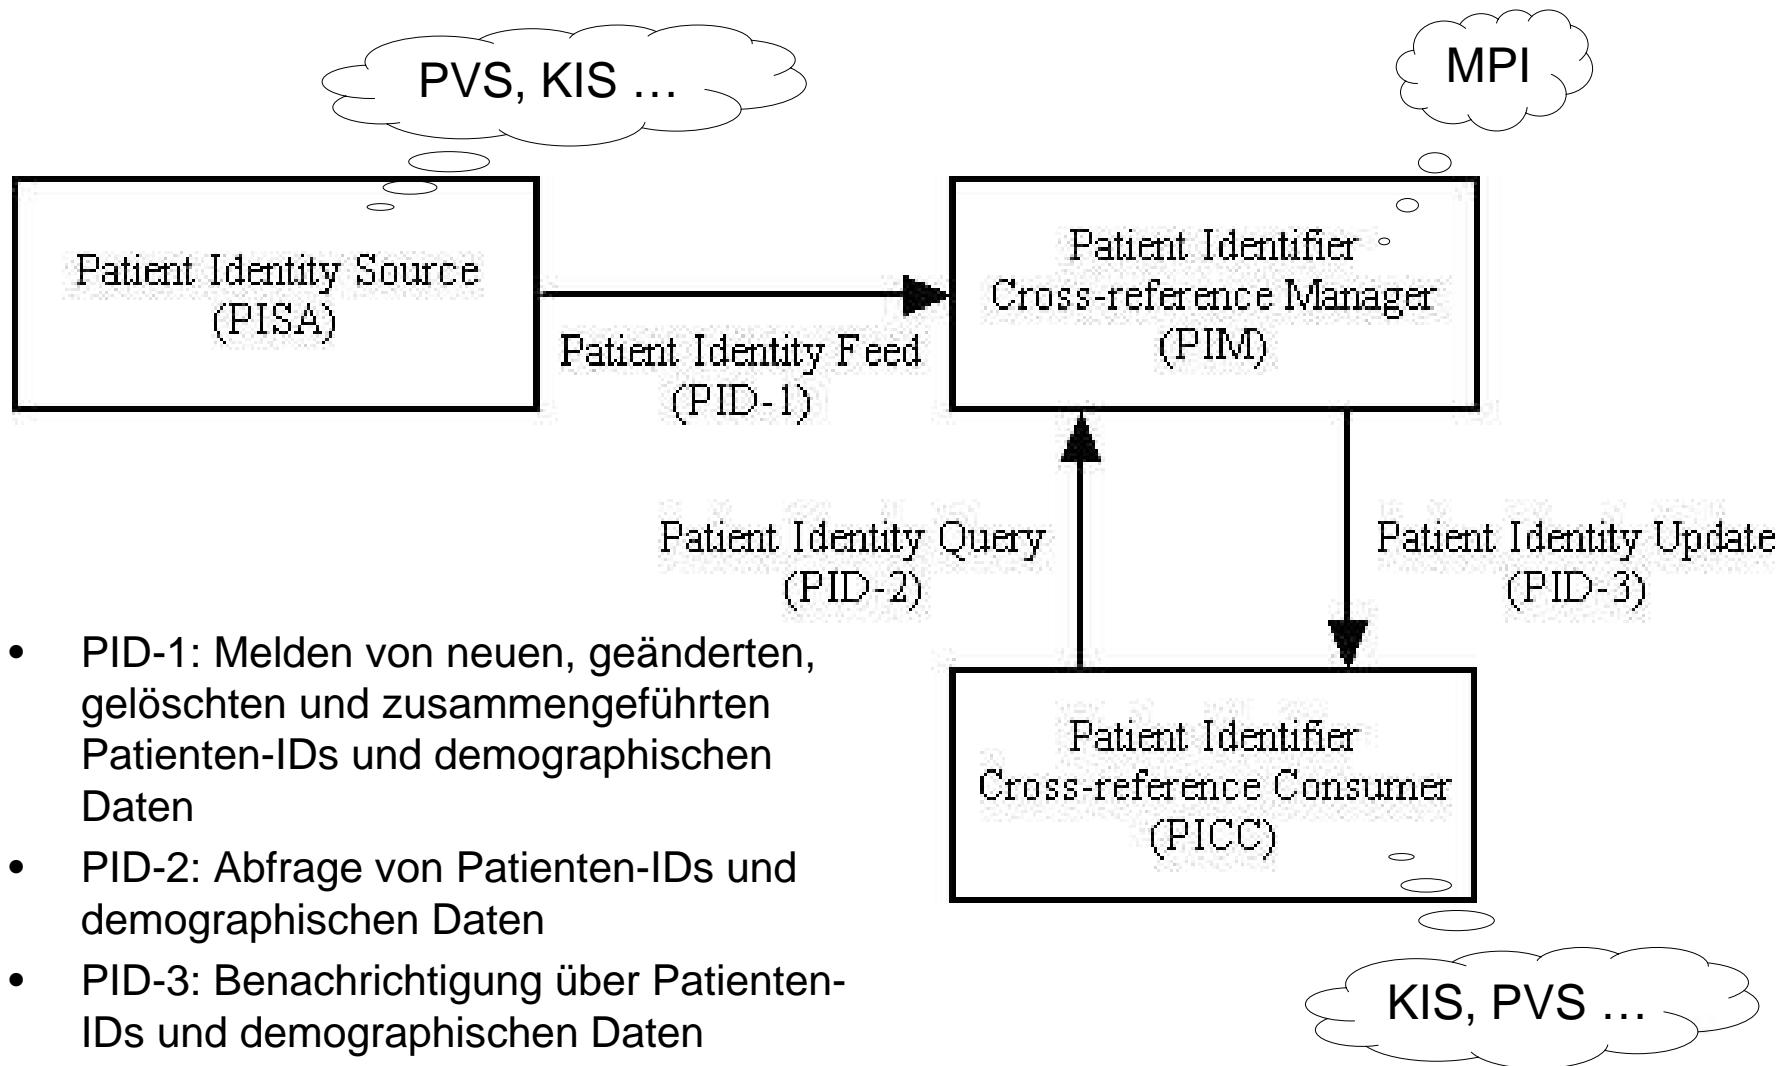 PVS, KIS …
MPI
Patient Identity Source
(PISA)
Patient Identifier
Cross-reference Manager
(PIM)
Patient Identity Feed
(PID-1)
Patient Identity Query
(PID-2)
Patient Identity Update
(PID-3)
Patient Identifier
Cross-reference Consumer
(PICC)
KIS, PVS …
• PID-1: Melden von neuen, geänderten,
gelöschten und zusammengeführten
Patienten-IDs und demographischen
Daten
• PID-2: Abfrage von Patienten-IDs und
demographischen Daten
• PID-3: Benachrichtigung über Patienten-
IDs und demographischen Daten